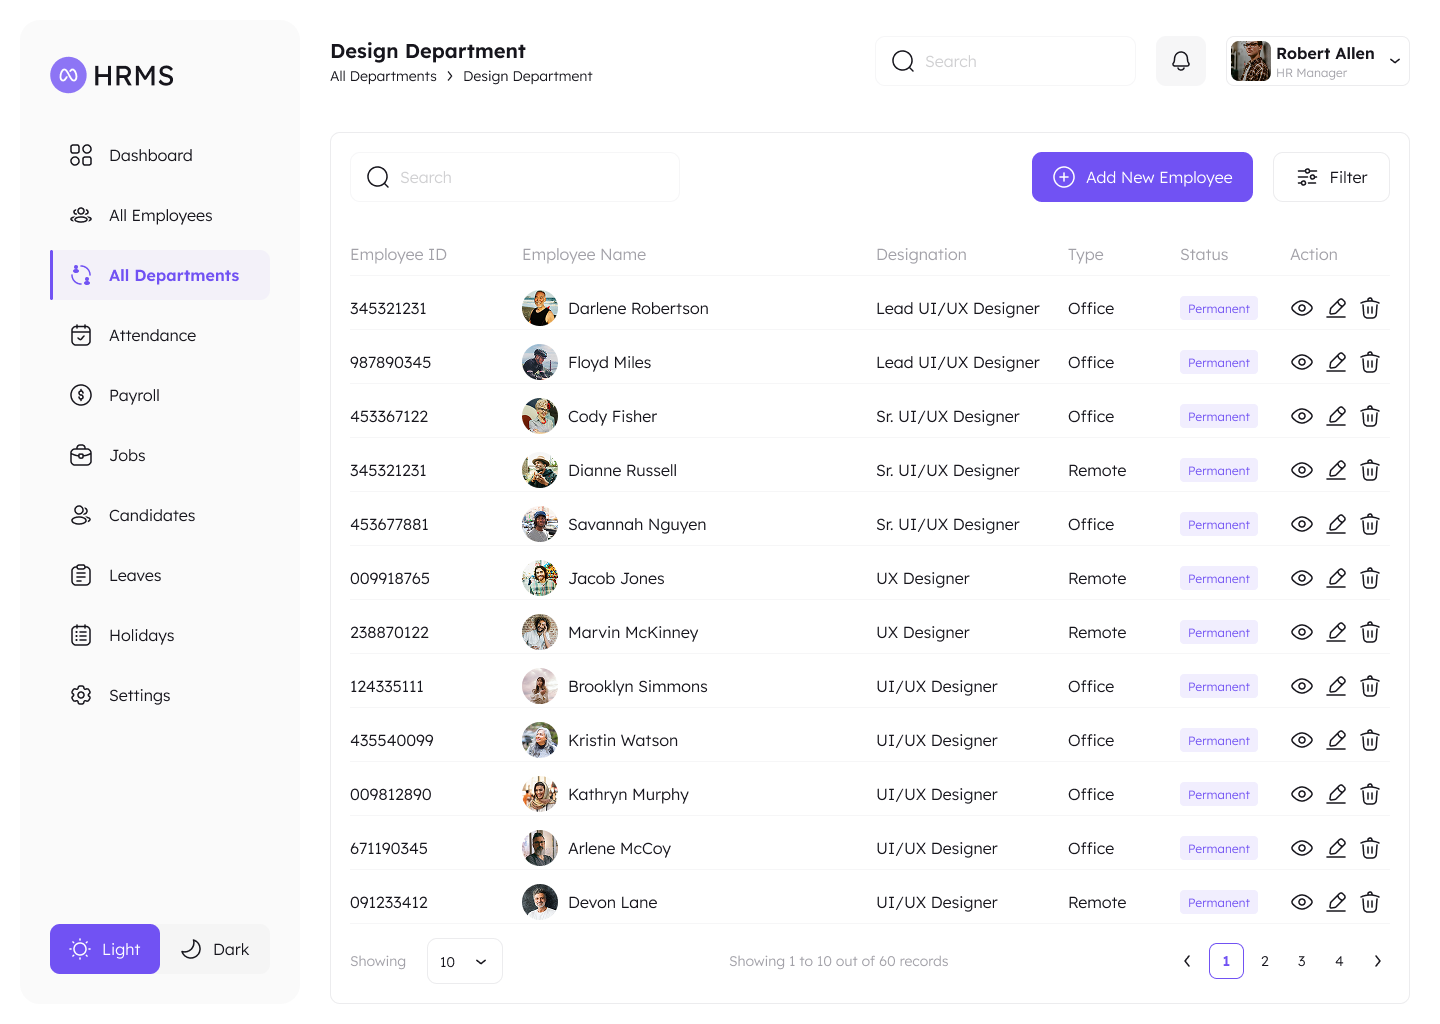 HRMS
Dashboard
All Employees
All Departments
Attendance
Payroll
Jobs
Candidates
Leaves
Holidays
Settings
Light Dark
Design Department
All Departments > Design Department
Search
Robert Allen
HR Manager
Search
Add New Employee
Filter
Employee ID Employee Name Designation Type Status Action
345321231 Darlene Robertson Lead UI/UX Designer Office Permanent
987890345 Floyd Miles Lead UI/UX Designer Office Permanent
453367122 Cody Fisher Sr. UI/UX Designer Office Permanent
345321231 Dianne Russell Sr. UI/UX Designer Remote Permanent
453677881 Savannah Nguyen Sr. UI/UX Designer Office Permanent
009918765 Jacob Jones UX Designer Remote Permanent
238870122 Marvin McKinney UX Designer Remote Permanent
124335111 Brooklyn Simmons UI/UX Designer Office Permanent
435540099 Kristin Watson UI/UX Designer Office Permanent
009812890 Kathryn Murphy UI/UX Designer Office Permanent
671190345 Arlene McCoy UI/UX Designer Office Permanent
091233412 Devon Lane UI/UX Designer Remote Permanent
Showing 10 Showing 1 to 10 out of 60 records < 1 2 3 4 >